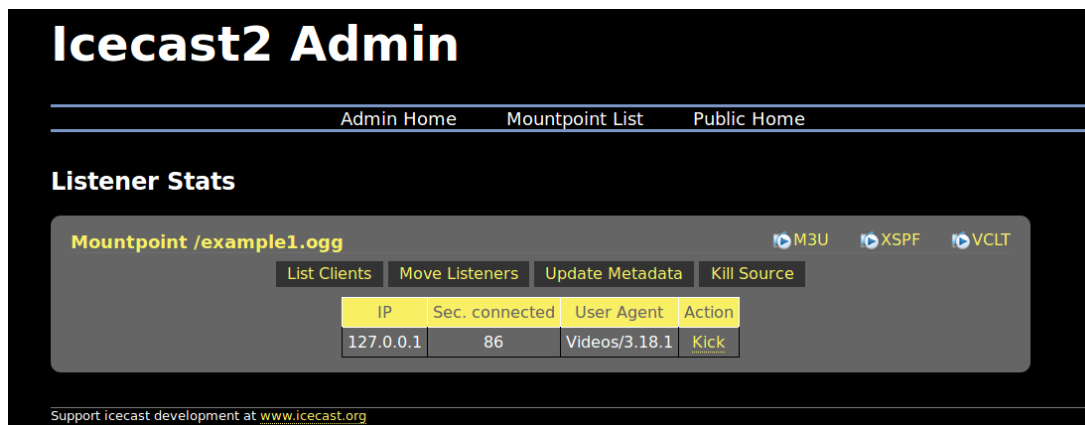 Icecast2 Admin
Admin Home Mountpoint List Public Home
Listener Stats
Mountpoint /example1.ogg M3U XSPF VCLT
List Clients Move Listeners Update Metadata Kill Source
IP Sec. connected User Agent Action
127.0.0.1 86 Videos/3.18.1 Kick
Support icecast development at www.icecast.org